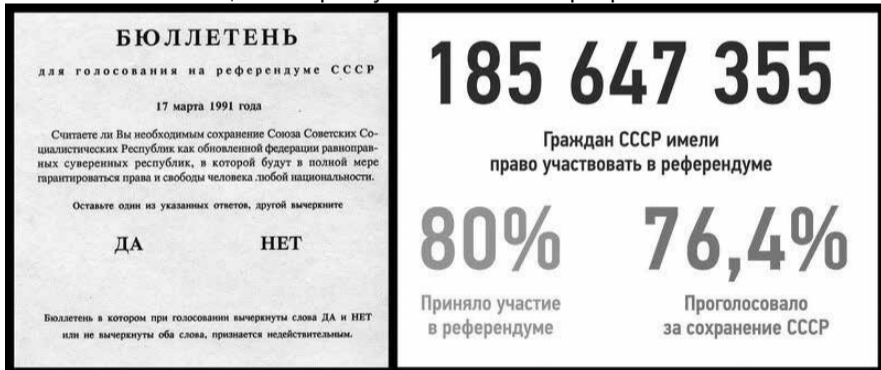 БЮЛЛЕТЕНЬ
для голосования на референдуме СССР
17 марта 1991 года
Считаете ли Вы необходимым сохранение Союза Советских Со-
циалистических Республик как обновленной федерации равноправ-
ных суверенных республик, в которой будут в полной мере
гарантироваться права и свободы человека любой национальности.
Оставьте один из указанных ответов, другой вычеркните
ДА НЕТ
Бюллетень в котором при голосовании вычеркнуты слова ДА и НЕТ
или не вычеркнуты оба слова, признается недействительным.
185 647 355
Граждан СССР имели
право участвовать в референдуме
80%
Приняло участие
в референдуме
76,4%
Проголосовало
за сохранение СССР